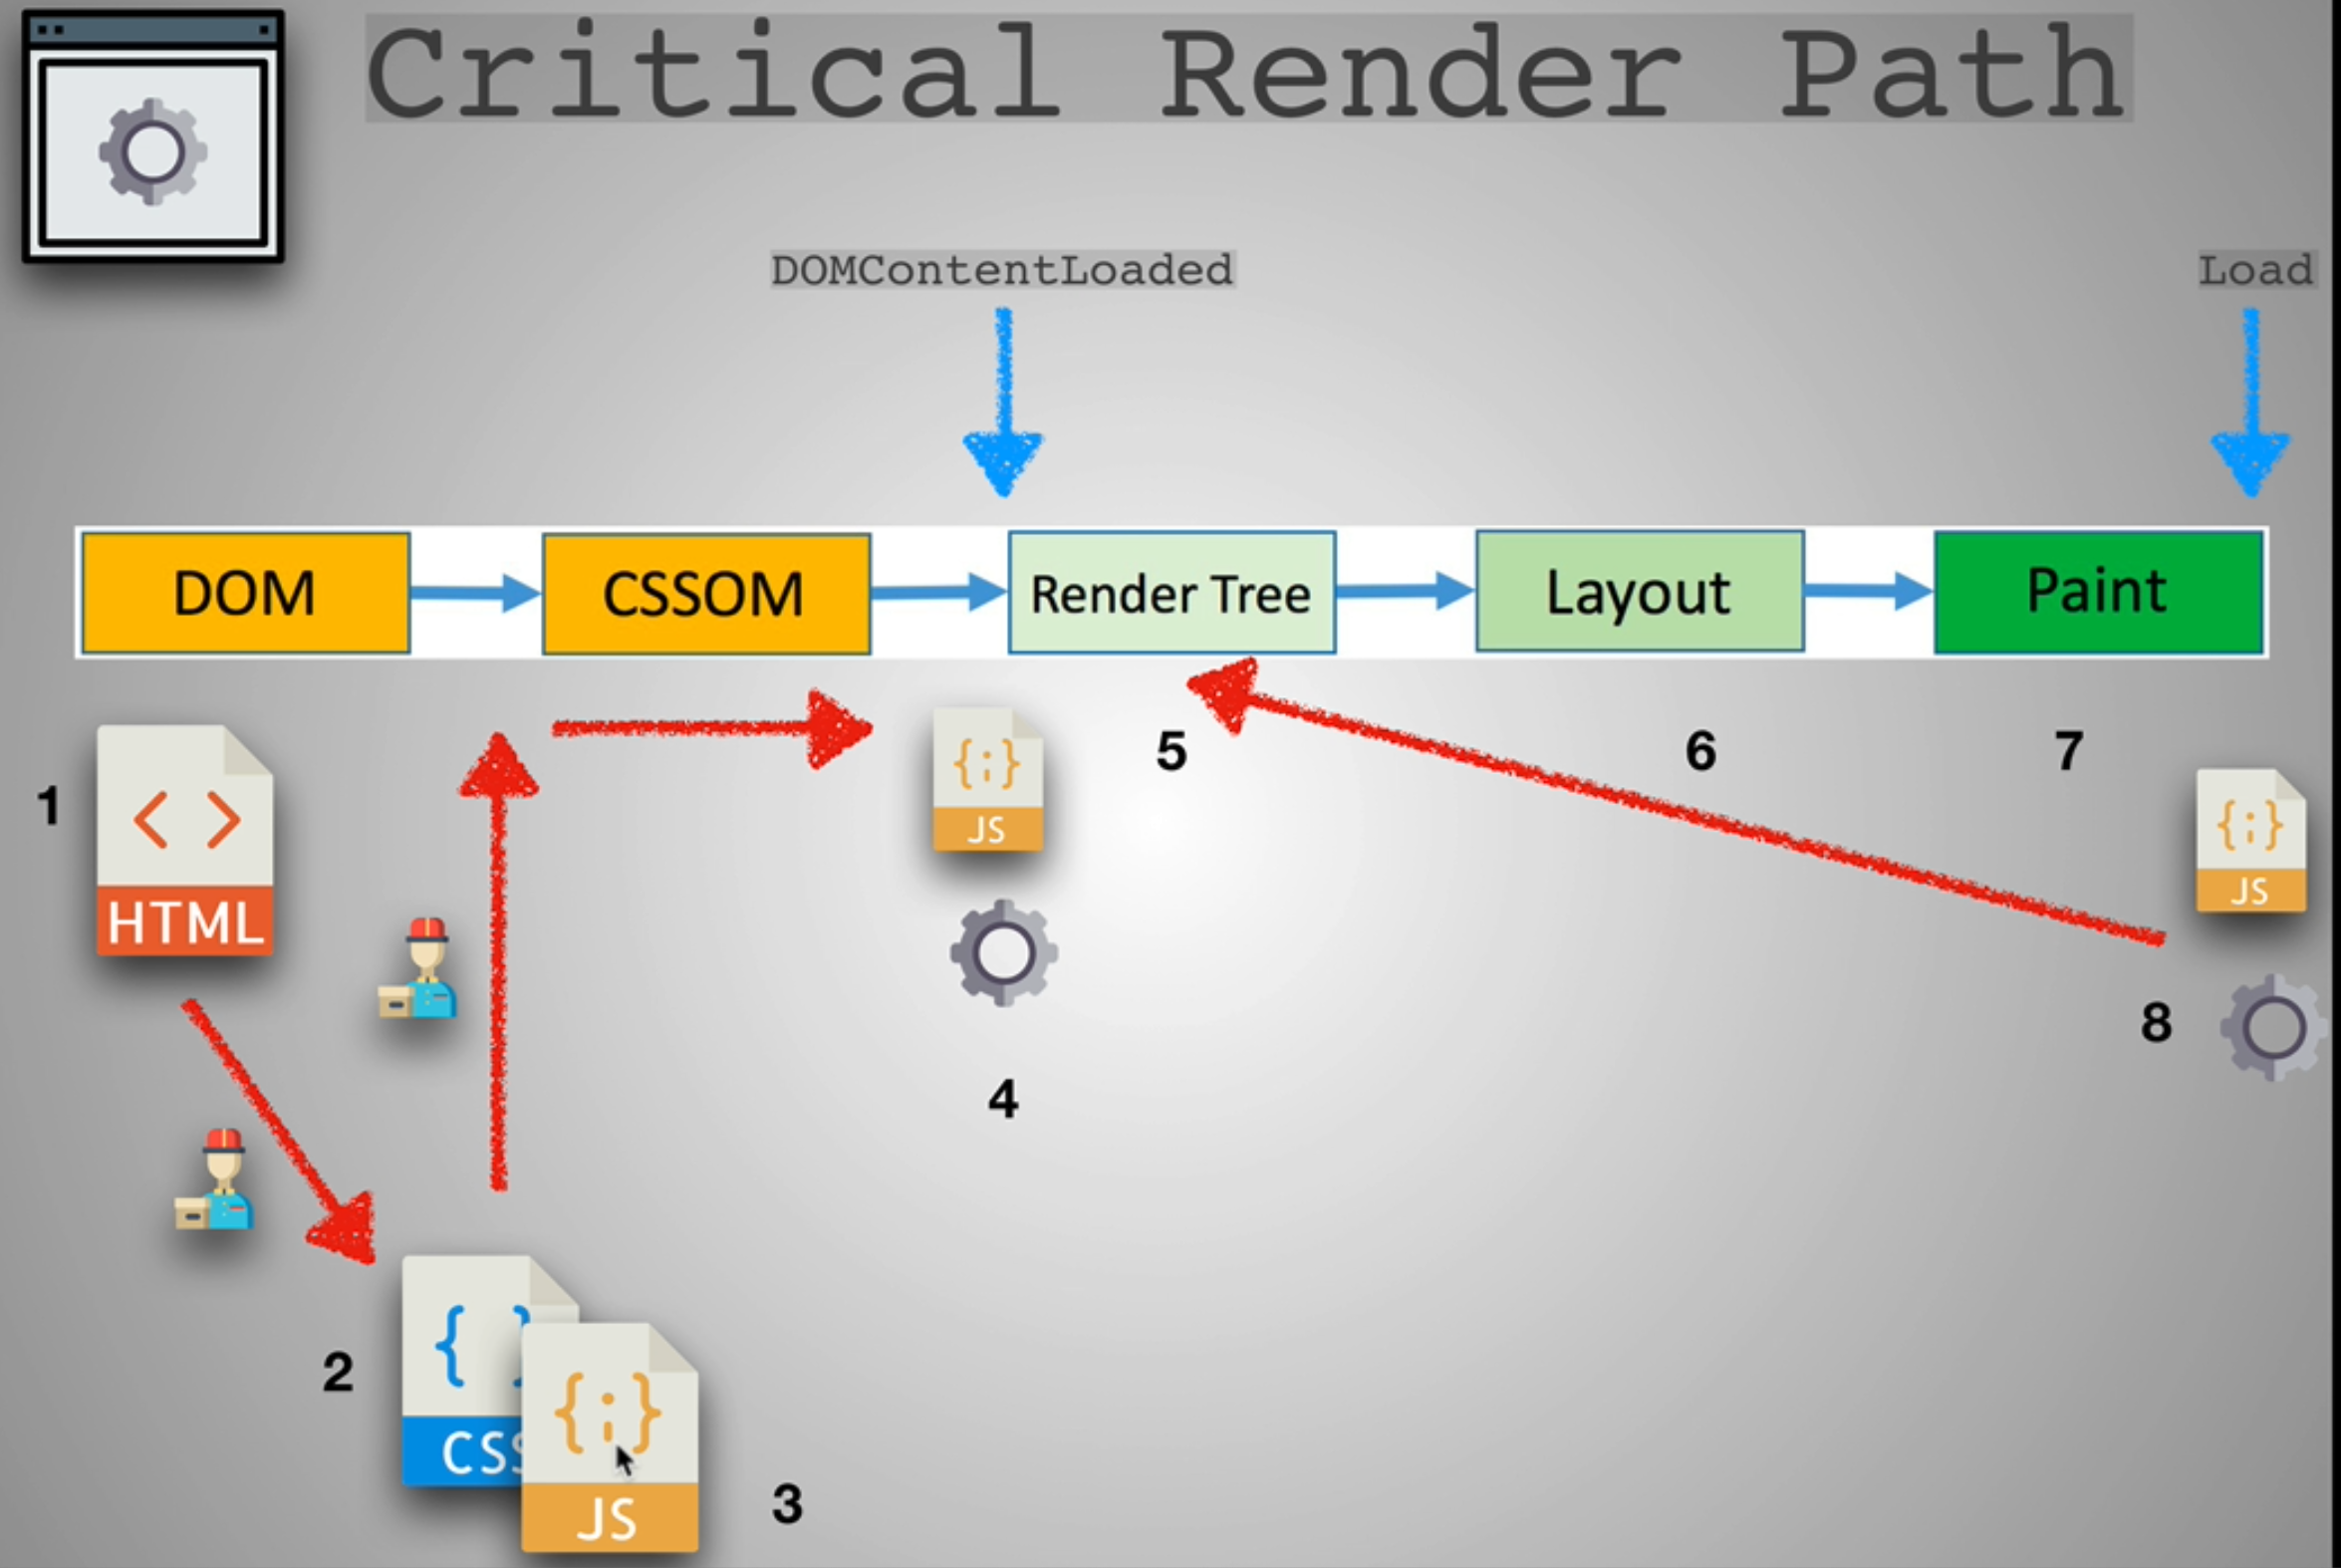 Critical Render Path
DOMContentLoaded
Load
DOM
CSSOM
Render Tree
Layout
Paint
5
6
7
1
HTML
JS
JS
8
4
2
CSS
JS
3